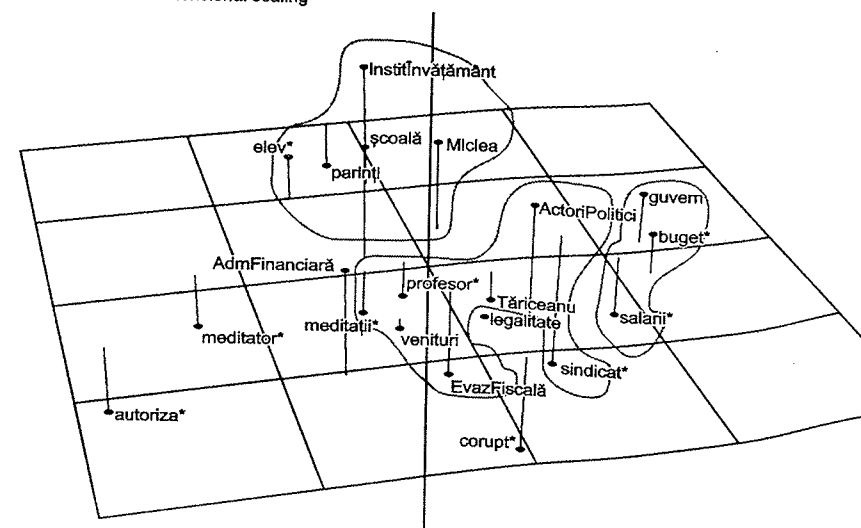 InstitÎnvățământ
elev*
școală
Miclea
parinți
guvern
ActoriPolitici
buget*
AdmFinanciară
profesor*
Tăriceanu
legalitate
salarii*
meditații*
meditator*
venituri
sindicat*
EvazFiscală
autoriza*
corupt*